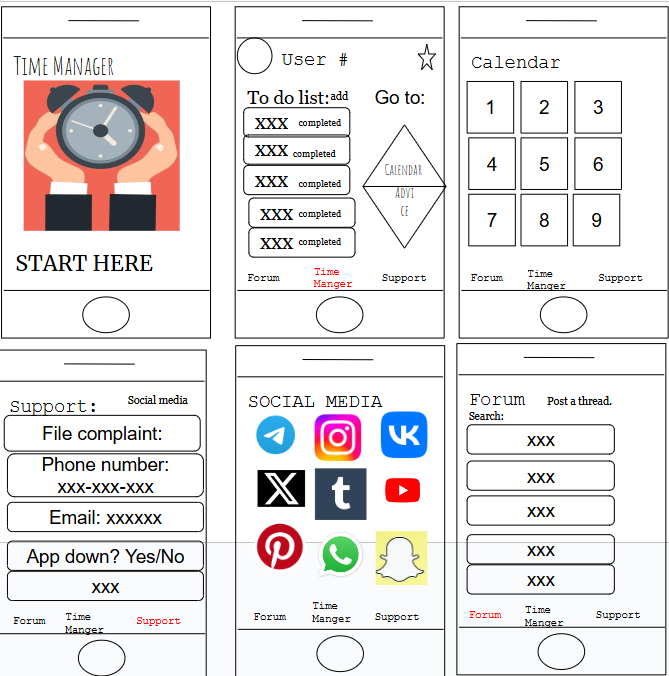 Time Manager
START HERE
User #
To do list: add
Go to:
xxx completed
xxx completed
xxx completed
xxx completed
xxx completed
Calendar
Advi
ce
Forum
Time
Manger
Support
Calendar
1 2 3
4 5 6
7 8 9
Forum
Time
Manger
Support
Support:
Social media
File complaint:
Phone number:
xxx-xxx-xxx
Email: xxxxxx
App down? Yes/No
xxx
Forum
Time
Manger
Support
SOCIAL MEDIA
X
t
Forum
Time
Manger
Support
Forum
Post a thread.
Search:
xxx
xxx
xxx
xxx
xxx
Forum
Time
Manger
Support